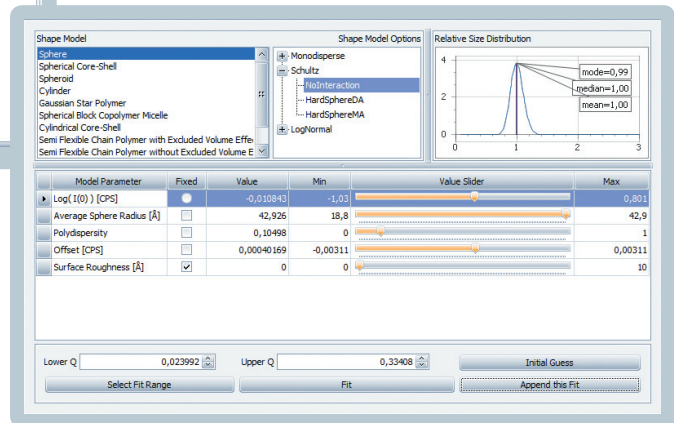 Shape Model
Sphere
Spherical Core-Shell
Spheroid
Cylinder
Gaussian Star Polymer
Spherical Block Copolymer Micelle
Cylindrical Core-Shell
Semi Flexible Chain Polymer with Excluded Volume Effe
Semi Flexible Chain Polymer without Excluded Volume E
Shape Model Options
Monodisperse
Schultz
NoInteraction
HardSphereDA
HardSphereMA
LogNormal
Relative Size Distribution
4
2
0
0 1 2 3
mode=0,99
median=1,00
mean=1,00
Model Parameter Fixed Value Min Value Slider Max
Log( I(0) ) [CPS] -0,010843 -1,03 0,801
Average Sphere Radius [Å] 42,926 18,8 42,9
Polydispersity 0,10498 0 1
Offset [CPS] 0,00040169 -0,00311 0,00311
Surface Roughness [Å] 0 0 10
Lower Q 0,023992 Upper Q 0,33408 Initial Guess
Select Fit Range Fit Append this Fit